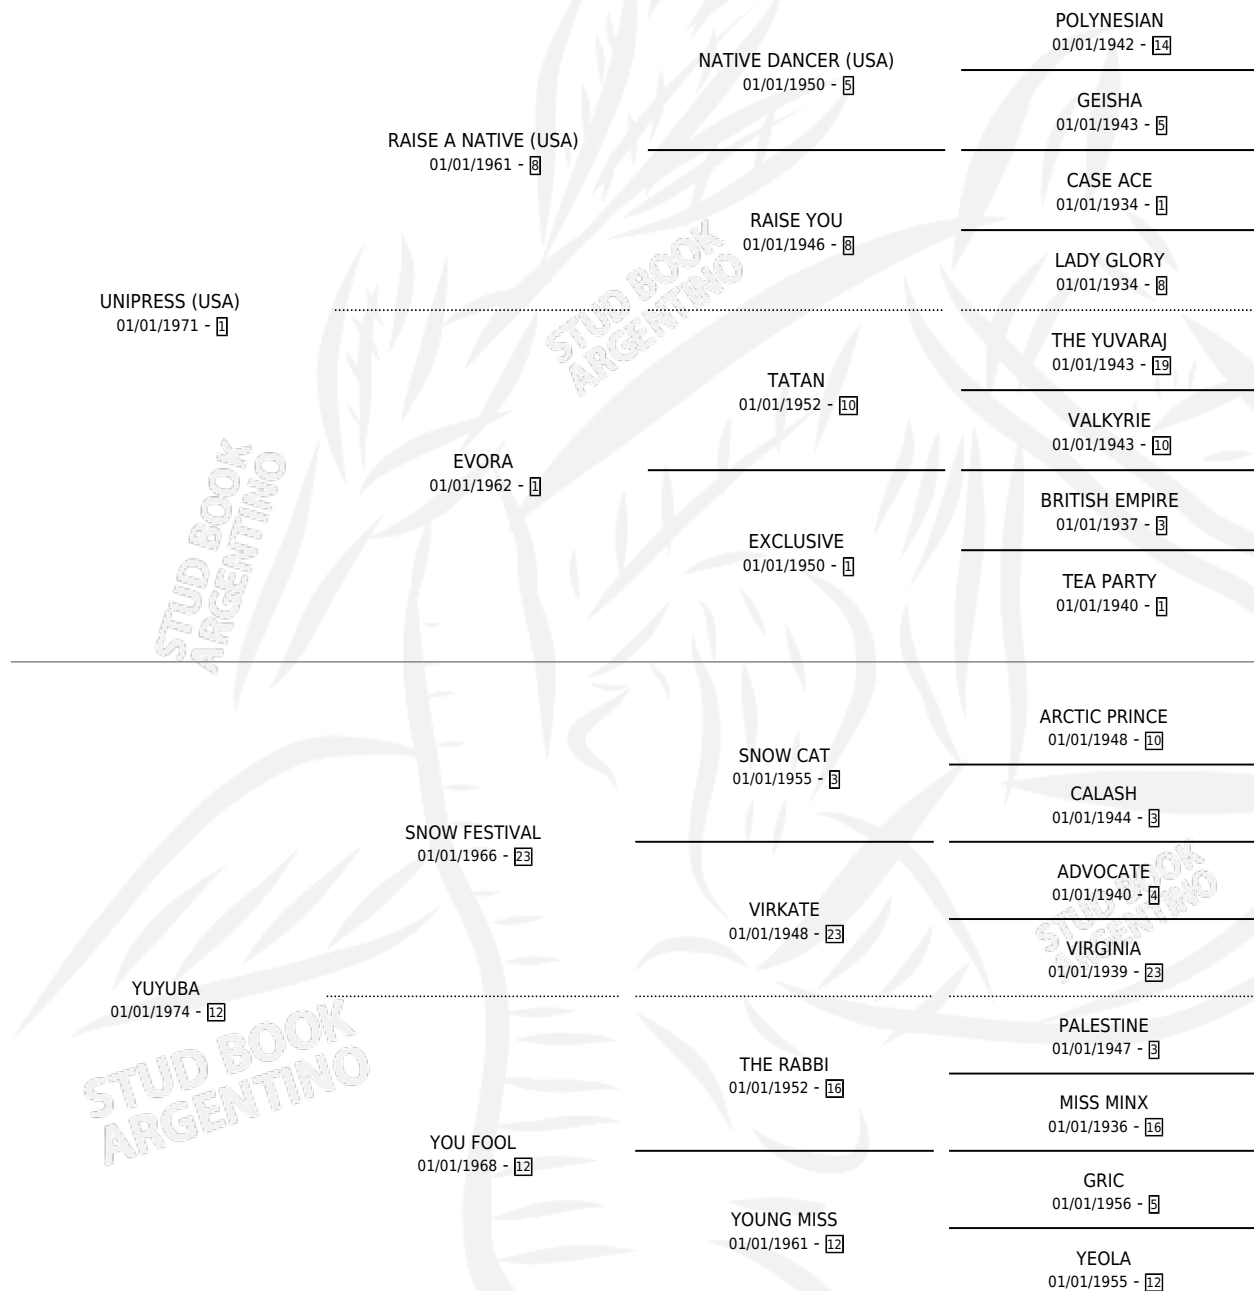 POLYNESIAN
01/01/1942 - 14
NATIVE DANCER (USA)
01/01/1950 - 5
GEISHA
01/01/1943 - 5
RAISE A NATIVE (USA)
01/01/1961 - 8
CASE ACE
01/01/1934 - 1
RAISE YOU
01/01/1946 - 8
LADY GLORY
01/01/1934 - 8
UNIPRESS (USA)
01/01/1971 - 1
THE YUVARAJ
01/01/1943 - 19
TATAN
01/01/1952 - 10
VALKYRIE
01/01/1943 - 10
EVORA
01/01/1962 - 1
BRITISH EMPIRE
01/01/1937 - 3
EXCLUSIVE
01/01/1950 - 1
TEA PARTY
01/01/1940 - 1
ARCTIC PRINCE
01/01/1948 - 10
SNOW CAT
01/01/1955 - 3
CALASH
01/01/1944 - 3
SNOW FESTIVAL
01/01/1966 - 23
ADVOCATE
01/01/1940 - 4
VIRKATE
01/01/1948 - 23
VIRGINIA
01/01/1939 - 23
YUYUBA
01/01/1974 - 12
PALESTINE
01/01/1947 - 3
THE RABBI
01/01/1952 - 16
MISS MINX
01/01/1936 - 16
YOU FOOL
01/01/1968 - 12
GRIC
01/01/1956 - 5
YOUNG MISS
01/01/1961 - 12
YEOLA
01/01/1955 - 12
STUD BOOK
ARGENTINO
STUD BOOK
ARGENTINO
STUD BOOK
ARGENTINO
STUD BOOK
ARGENTINO